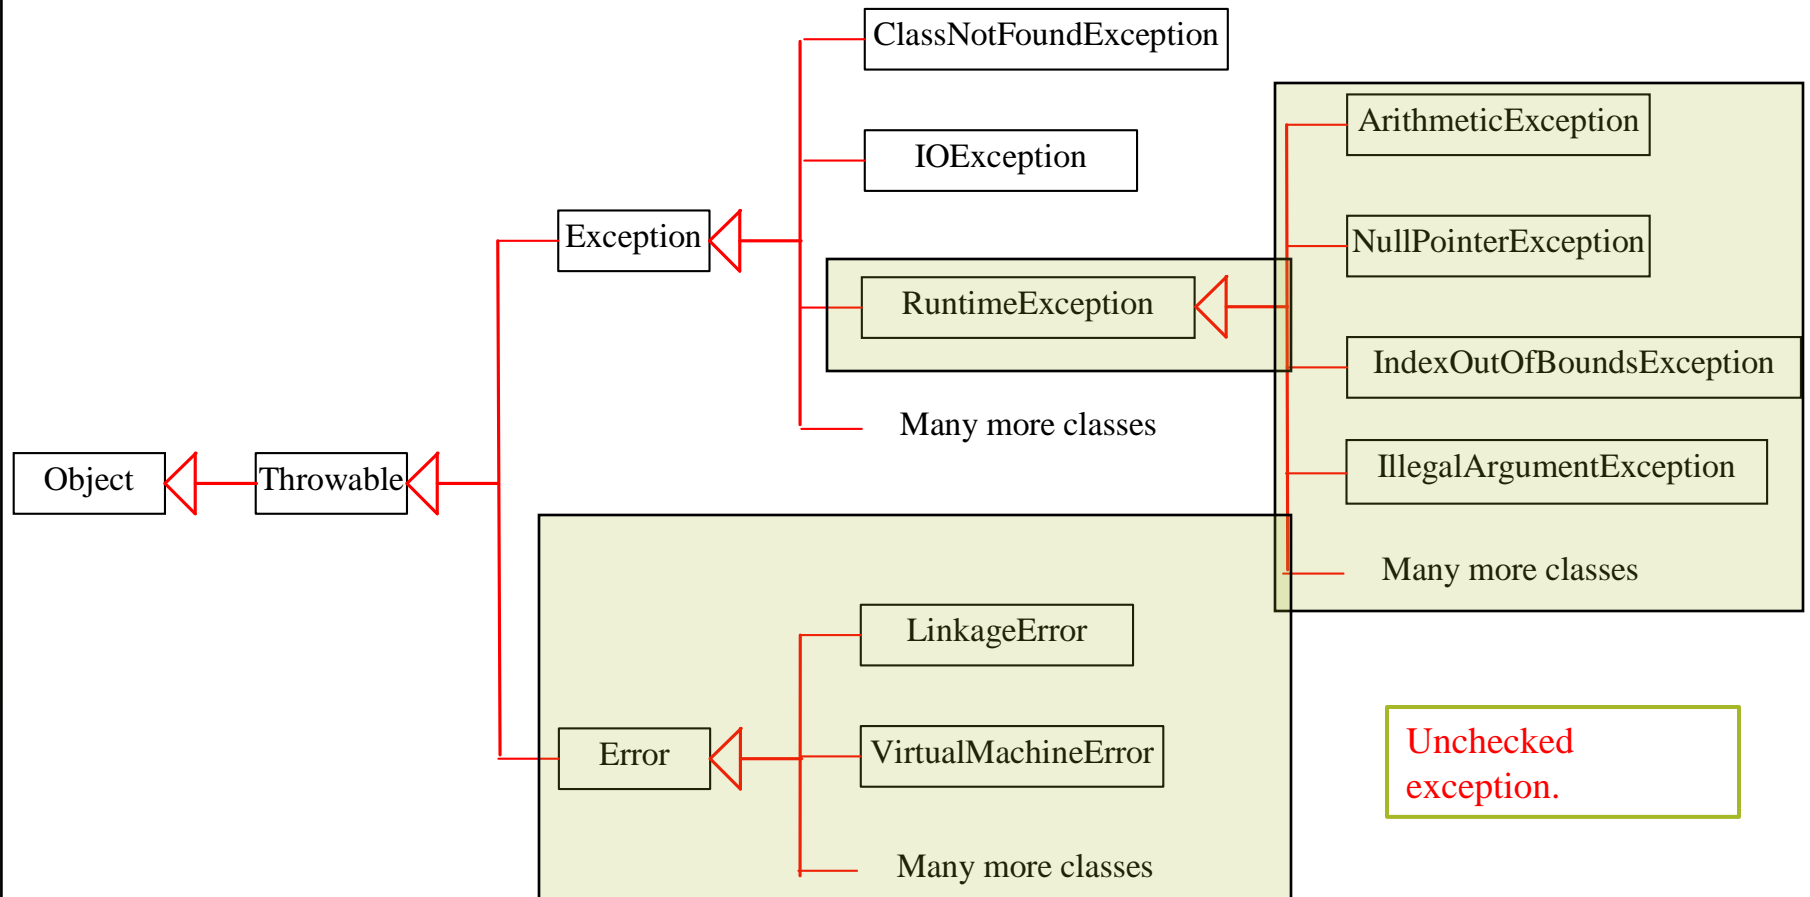 ClassNotFoundException
ArithmeticException
IOException
NullPointerException
Exception
RuntimeException
IndexOutOfBoundsException
Many more classes
Object
Throwable
IllegalArgumentException
Many more classes
LinkageError
Error
VirtualMachineError
Unchecked
exception.
Many more classes